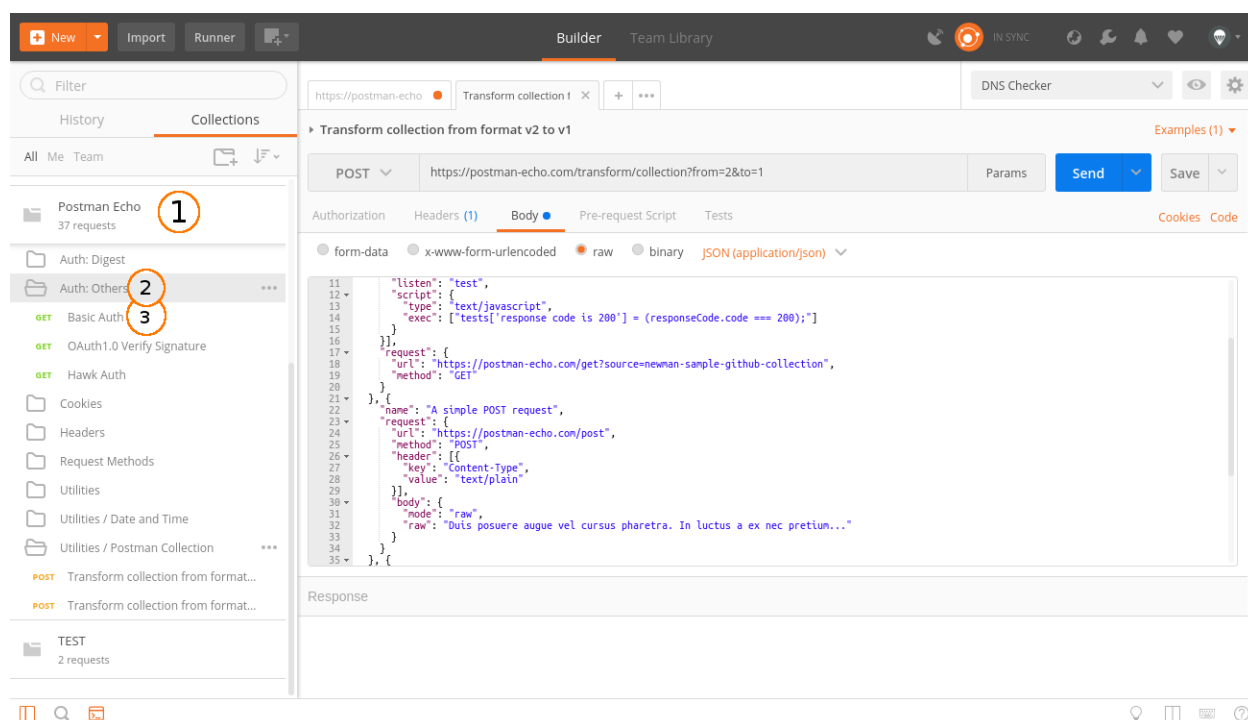 New Import Runner Builder Team Library IN SYNC
Filter
History Collections
All Me Team
Postman Echo 1
37 requests
Auth: Digest
Auth: Others 2
GET Basic Auth 3
GET OAuth1.0 Verify Signature
GET Hawk Auth
Cookies
Headers
Request Methods
Utilities
Utilities / Date and Time
Utilities / Postman Collection
POST Transform collection from format...
POST Transform collection from format...
TEST
2 requests
https://postman-echo Transform collection f × + •••
DNS Checker
Transform collection from format v2 to v1 Examples (1)
POST https://postman-echo.com/transform/collection?from=2&to=1 Params Send Save
Authorization Headers (1) Body Pre-request Script Tests Cookies Code
form-data x-www-form-urlencoded raw binary JSON (application/json)
11 "listen": "test",
12 "script": {
13 "type": "text/javascript",
14 "exec": ["tests['response code is 200'] = (responseCode.code === 200);"]
15 }
16 }],
17 "request": {
18 "url": "https://postman-echo.com/get?source=newman-sample-github-collection",
19 "method": "GET"
20 }
21 }, {
22 "name": "A simple POST request",
23 "request": {
24 "url": "https://postman-echo.com/post",
25 "method": "POST",
26 "header": [{
27 "key": "Content-Type",
28 "value": "text/plain"
29 }],
30 "body": {
31 "mode": "raw",
32 "raw": "Duis posuere augue vel cursus pharetra. In luctus a ex nec pretium..."
33 }
34 }
35 }, {
Response